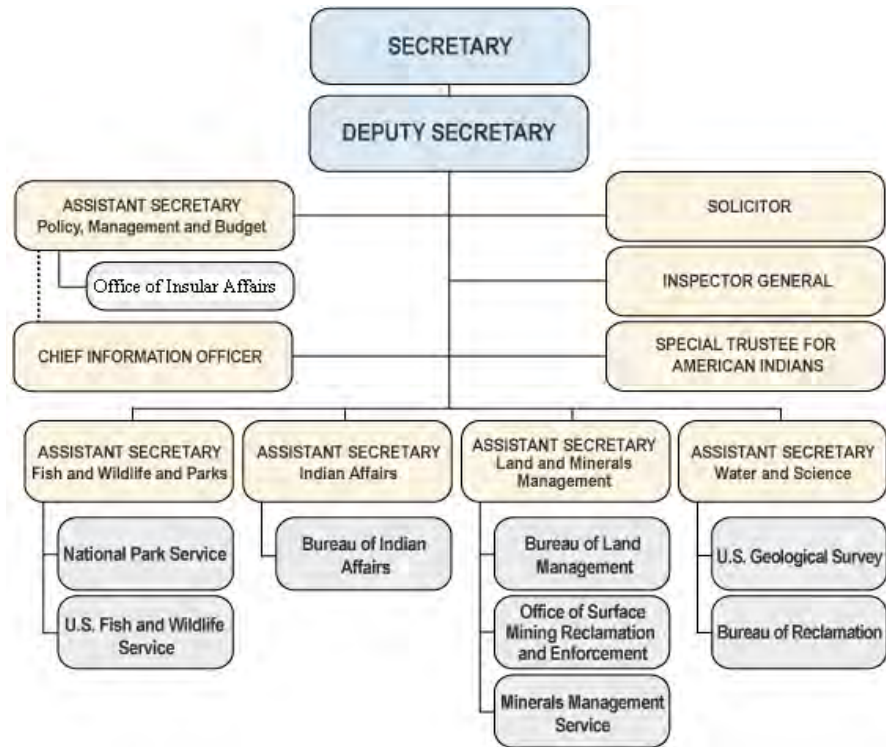 SECRETARY
DEPUTY SECRETARY
ASSISTANT SECRETARY
Policy, Management and Budget
Office of Insular Affairs
CHIEF INFORMATION OFFICER
SOLICITOR
INSPECTOR GENERAL
SPECIAL TRUSTEE FOR
AMERICAN INDIANS
ASSISTANT SECRETARY
Fish and Wildlife and Parks
National Park Service
U.S. Fish and Wildlife
Service
ASSISTANT SECRETARY
Indian Affairs
Bureau of Indian
Affairs
ASSISTANT SECRETARY
Land and Minerals
Management
Bureau of Land
Management
Office of Surface
Mining Reclamation
and Enforcement
Minerals Management
Service
ASSISTANT SECRETARY
Water and Science
U.S. Geological Survey
Bureau of Reclamation